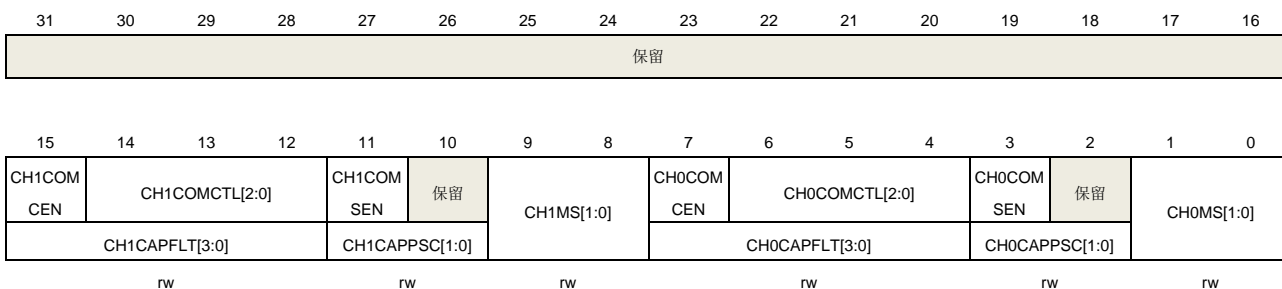 31 30 29 28 27 26 25 24 23 22 21 20 19 18 17 16
保留
15 14 13 12 11 10 9 8 7 6 5 4 3 2 1 0
CH1COM CEN CH1COMCTL[2:0] CH1COM SEN 保留 CH1MS[1:0] CH0COM CEN CH0COMCTL[2:0] CH0COM SEN 保留 CH0MS[1:0]
CH1CAPFLT[3:0] CH1CAPPSC[1:0] CH0CAPFLT[3:0] CH0CAPPSC[1:0]
rw rw rw rw rw rw